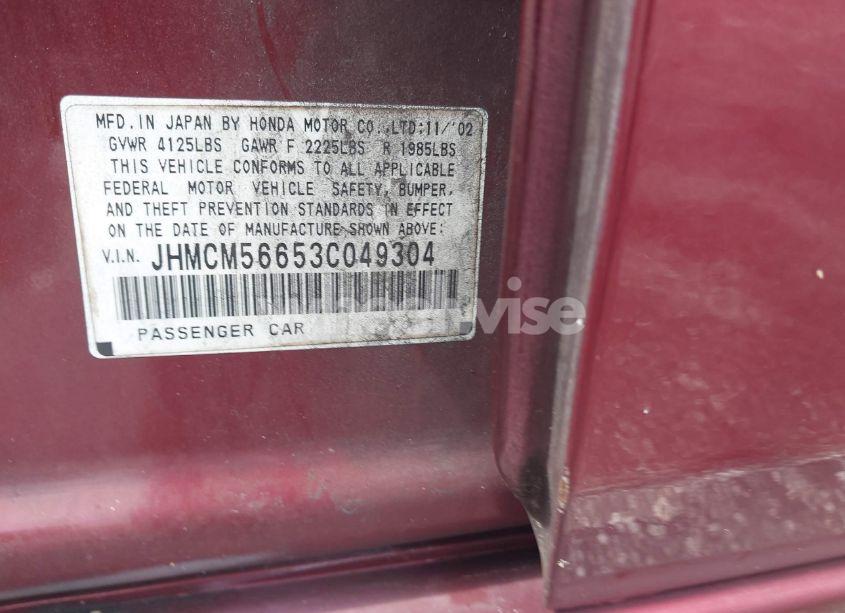 MFD. IN JAPAN BY HONDA MOTOR CO.,LTD:11/'02
GVWR 4125LBS GAWR F 2225LBS R 1985LBS
THIS VEHICLE CONFORMS TO ALL APPLICABLE
FEDERAL MOTOR VEHICLE SAFETY, BUMPER,
AND THEFT PREVENTION STANDARDS IN EFFECT
ON THE DATE OF MANUFACTURE SHOWN ABOVE:
V.I.N. JHMCM56653C049304
PASSENGER CAR